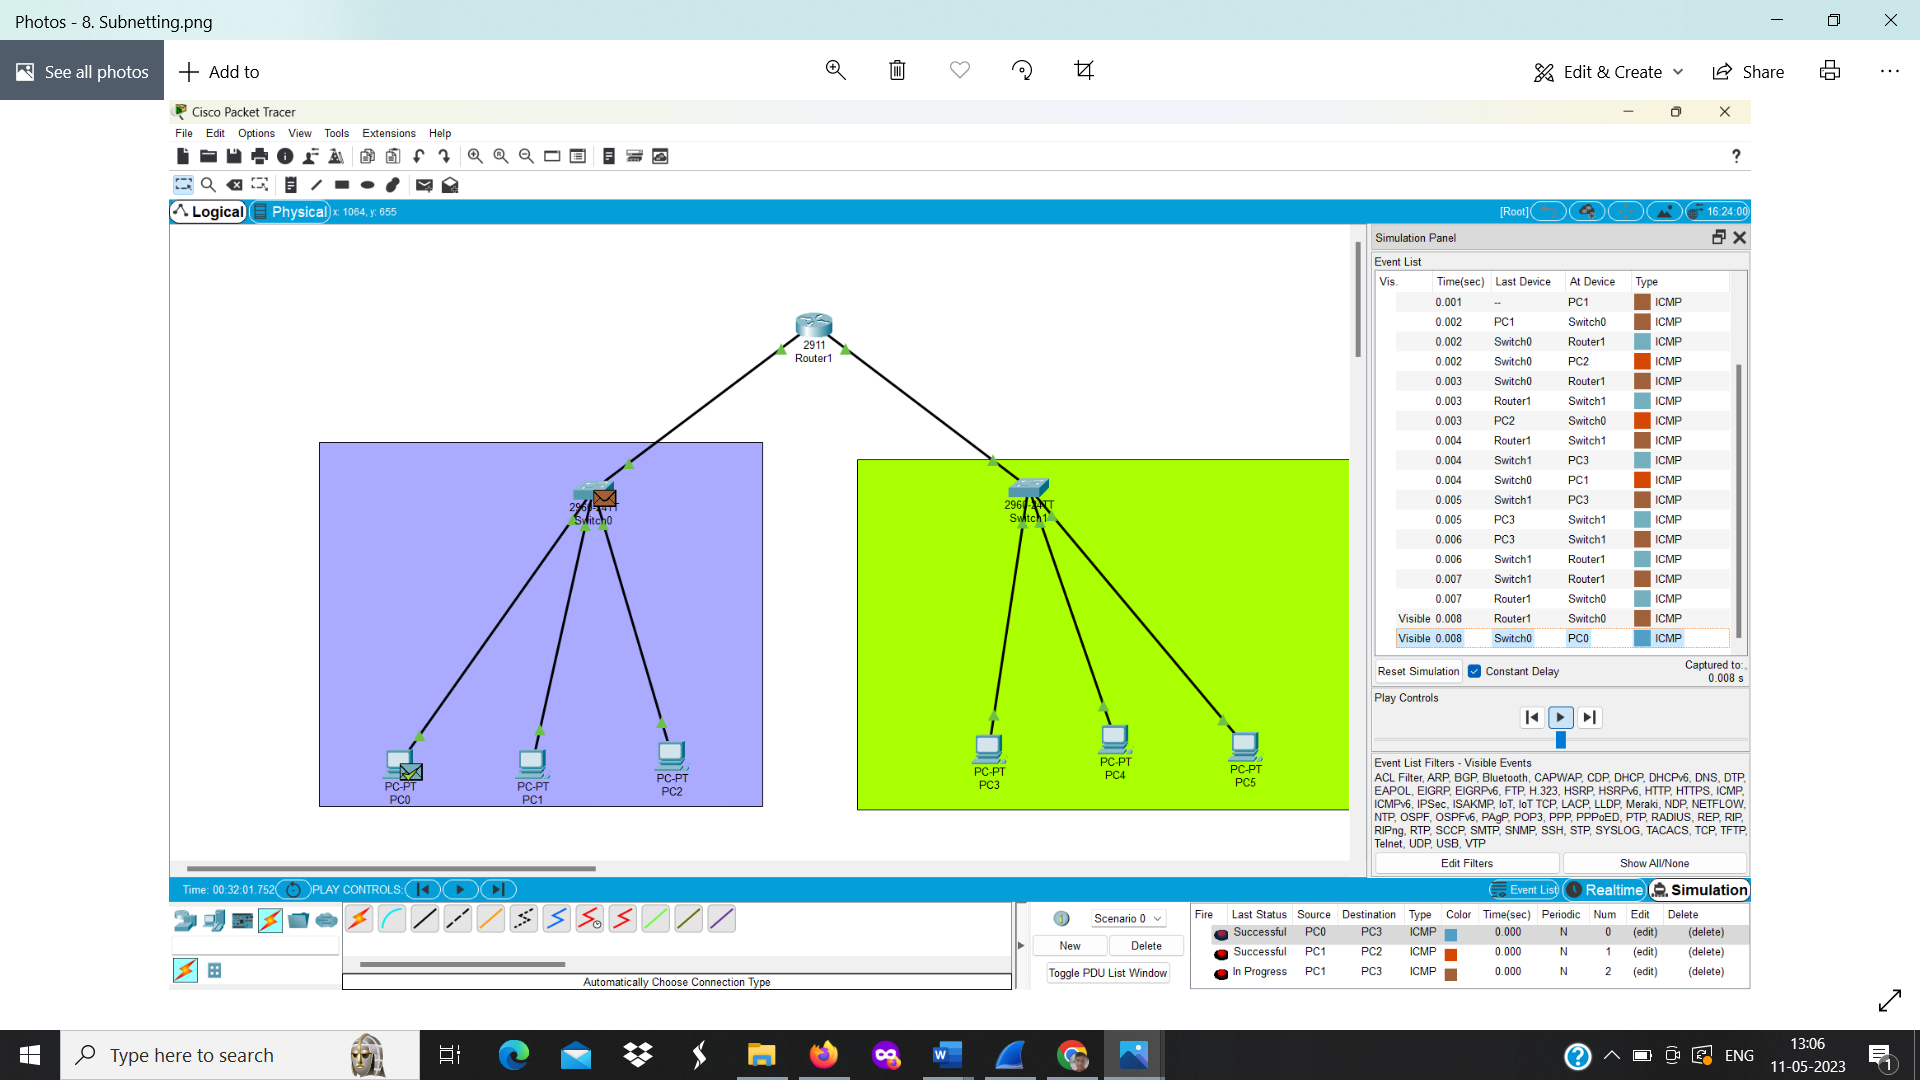 Photos - 8. Subnetting.png
See all photos
Add to
Edit & Create
Share
Cisco Packet Tracer
File Edit Options View Tools Extensions Help
Logical Physical x: 1064, y: 655
[Root] 16:24:00
2911
Router1
Switch0
2960-24TT
Switch1
PC-PT
PC0
PC-PT
PC1
PC-PT
PC2
PC-PT
PC3
PC-PT
PC4
PC-PT
PC5
Simulation Panel
Event List
Vis. Time(sec) Last Device At Device Type
0.001 -- PC1 ICMP
0.002 PC1 Switch0 ICMP
0.002 Switch0 Router1 ICMP
0.002 Switch0 PC2 ICMP
0.003 Switch0 Router1 ICMP
0.003 Router1 Switch1 ICMP
0.003 PC2 Switch0 ICMP
0.004 Router1 Switch1 ICMP
0.004 Switch1 PC3 ICMP
0.004 Switch0 PC1 ICMP
0.005 Switch1 PC3 ICMP
0.005 PC3 Switch1 ICMP
0.006 PC3 Switch1 ICMP
0.006 Switch1 Router1 ICMP
0.007 Switch1 Router1 ICMP
0.007 Router1 Switch0 ICMP
Visible 0.008 Router1 Switch0 ICMP
Visible 0.008 Switch0 PC0 ICMP
Reset Simulation Constant Delay
Captured to:
0.008 s
Play Controls
Event List Filters - Visible Events
ACL Filter, ARP, BGP, Bluetooth, CAPWAP, CDP, DHCP, DHCPv6, DNS, DTP,
EAPOL, EIGRP, EIGRPv6, FTP, H.323, HSRP, HSRPv6, HTTP, HTTPS, ICMP,
ICMPv6, IPSec, ISAKMP, IoT, IoT TCP, LACP, LLDP, Meraki, NDP, NETFLOW,
NTP, OSPF, OSPFv6, PAgP, POP3, PPP, PPPoED, PTP, RADIUS, REP, RIP,
RIPng, RTP, SCCP, SMTP, SNMP, SSH, STP, SYSLOG, TACACS, TCP, TFTP,
Telnet, UDP, USB, VTP
Edit Filters Show All/None
Time: 00:32:01.752 PLAY CONTROLS:
Event List Realtime Simulation
Automatically Choose Connection Type
Scenario 0
New Delete
Toggle PDU List Window
Fire Last Status Source Destination Type Color Time(sec) Periodic Num Edit Delete
Successful PC0 PC3 ICMP 0.000 N 0 (edit) (delete)
Successful PC1 PC2 ICMP 0.000 N 1 (edit) (delete)
In Progress PC1 PC3 ICMP 0.000 N 2 (edit) (delete)
Type here to search
ENG
13:06
11-05-2023
1